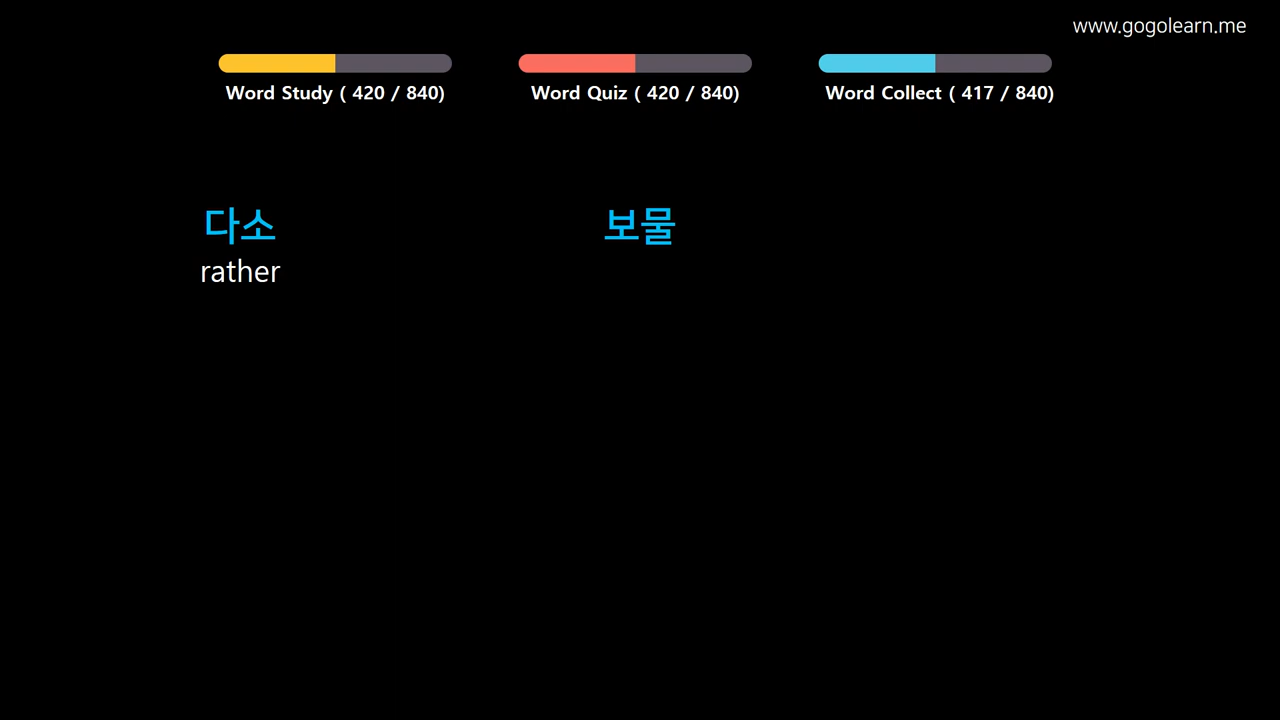 www.gogolearn.me
Word Study ( 420 / 840)
Word Quiz ( 420 / 840)
Word Collect ( 417 / 840)
다소
보물
rather